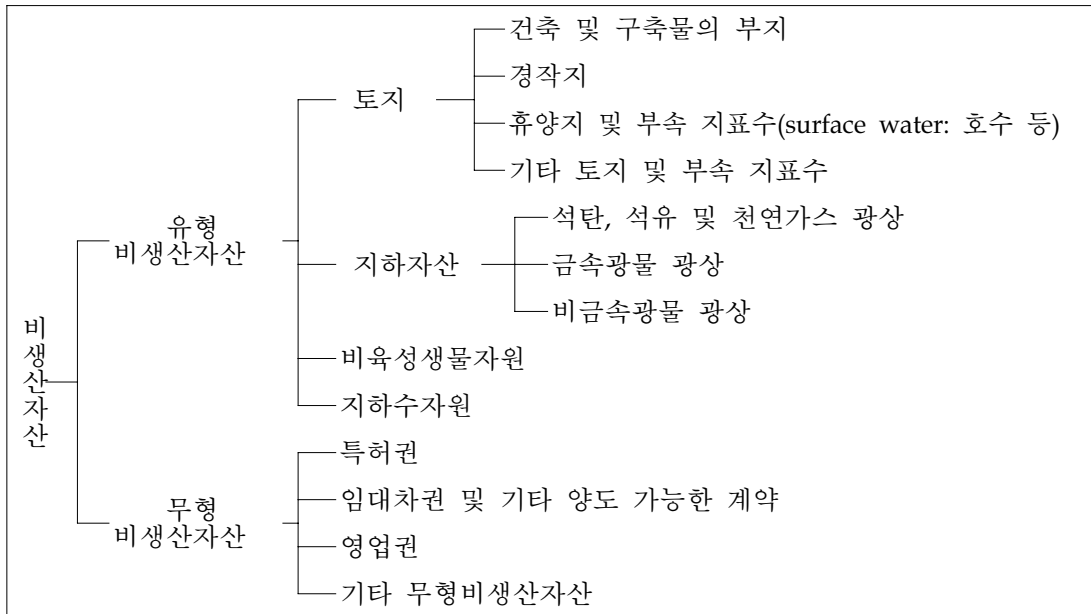 비생산자산
유형
비생산자산
토지
건축 및 구축물의 부지
경작지
휴양지 및 부속 지표수(surface water: 호수 등)
기타 토지 및 부속 지표수
지하자산
석탄, 석유 및 천연가스 광상
금속광물 광상
비금속광물 광상
비육성생물자원
지하수자원
무형
비생산자산
특허권
임대차권 및 기타 양도 가능한 계약
영업권
기타 무형비생산자산